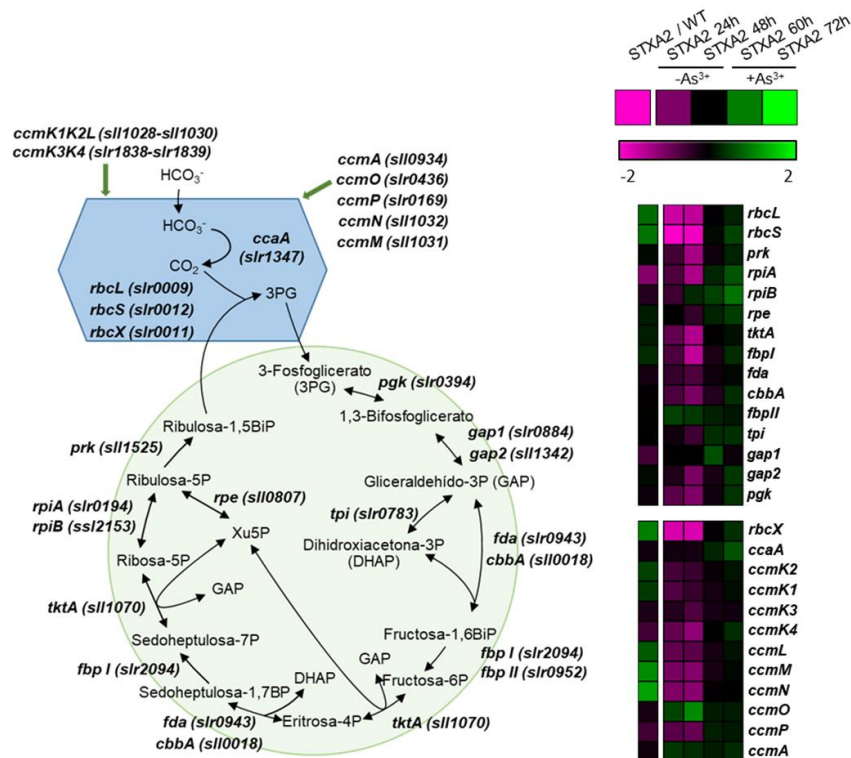 STXA2 / WT
STXA2 24h
STXA2 48h
STXA2 60h
STXA2 72h
-As³⁺
+As³⁺
-2
2
ccmK1K2L (sll1028-sll1030)
ccmK3K4 (slr1838-slr1839)
HCO₃⁻
ccmA (sll0934)
ccmO (slr0436)
ccmP (slr0169)
ccmN (sll1032)
ccmM (sll1031)
HCO₃⁻
ccaA
(slr1347)
CO₂
rbcL (slr0009)
rbcS (slr0012)
rbcX (slr0011)
3PG
3-Fosfoglicerato
(3PG)
pgk (slr0394)
1,3-Bifosfoglicerato
gap1 (slr0884)
gap2 (sll1342)
Gliceraldehído-3P (GAP)
tpi (slr0783)
Dihidroxiacetona-3P
(DHAP)
fda (slr0943)
cbbA (sll0018)
Fructosa-1,6BiP
fbp I (slr2094)
fbp II (slr0952)
GAP
Fructosa-6P
tktA (sll1070)
Eritrosa-4P
DHAP
fda (slr0943)
cbbA (sll0018)
Sedoheptulosa-1,7BP
fbp I (slr2094)
Sedoheptulosa-7P
tktA (sll1070)
GAP
Ribosa-5P
Xu5P
rpiA (slr0194)
rpiB (ssl2153)
rpe (sll0807)
Ribulosa-5P
prk (sll1525)
Ribulosa-1,5BiP
rbcL
rbcS
prk
rpiA
rpiB
rpe
tktA
fbpI
fda
cbbA
fbpII
tpi
gap1
gap2
pgk
rbcX
ccaA
ccmK2
ccmK1
ccmK3
ccmK4
ccmL
ccmM
ccmN
ccmO
ccmP
ccmA